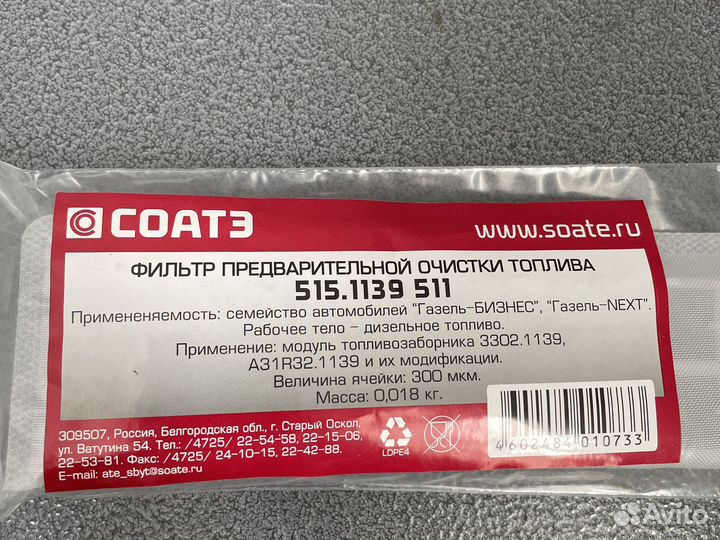 СОАТЭ
www.soate.ru
ФИЛЬТР ПРЕДВАРИТЕЛЬНОЙ ОЧИСТКИ ТОПЛИВА
515.1139 511
Примененяемость: семейство автомобилей "Газель-БИЗНЕС", "Газель-NEXT".
Рабочее тело – дизельное топливо.
Применение: модуль топливозаборника 3302.1139,
А31R32.1139 и их модификации.
Величина ячейки: 300 мкм.
Масса: 0,018 кг.
309507, Россия, Белгородская обл., г. Старый Оскол,
ул. Ватутина 54. Тел.: /4725/ 22-54-58, 22-15-06,
22-53-81. Факс: /4725/ 24-10-15, 22-42-88.
E-mail: ate_sbyt@soate.ru
LDPE4
4602484010733
Avito